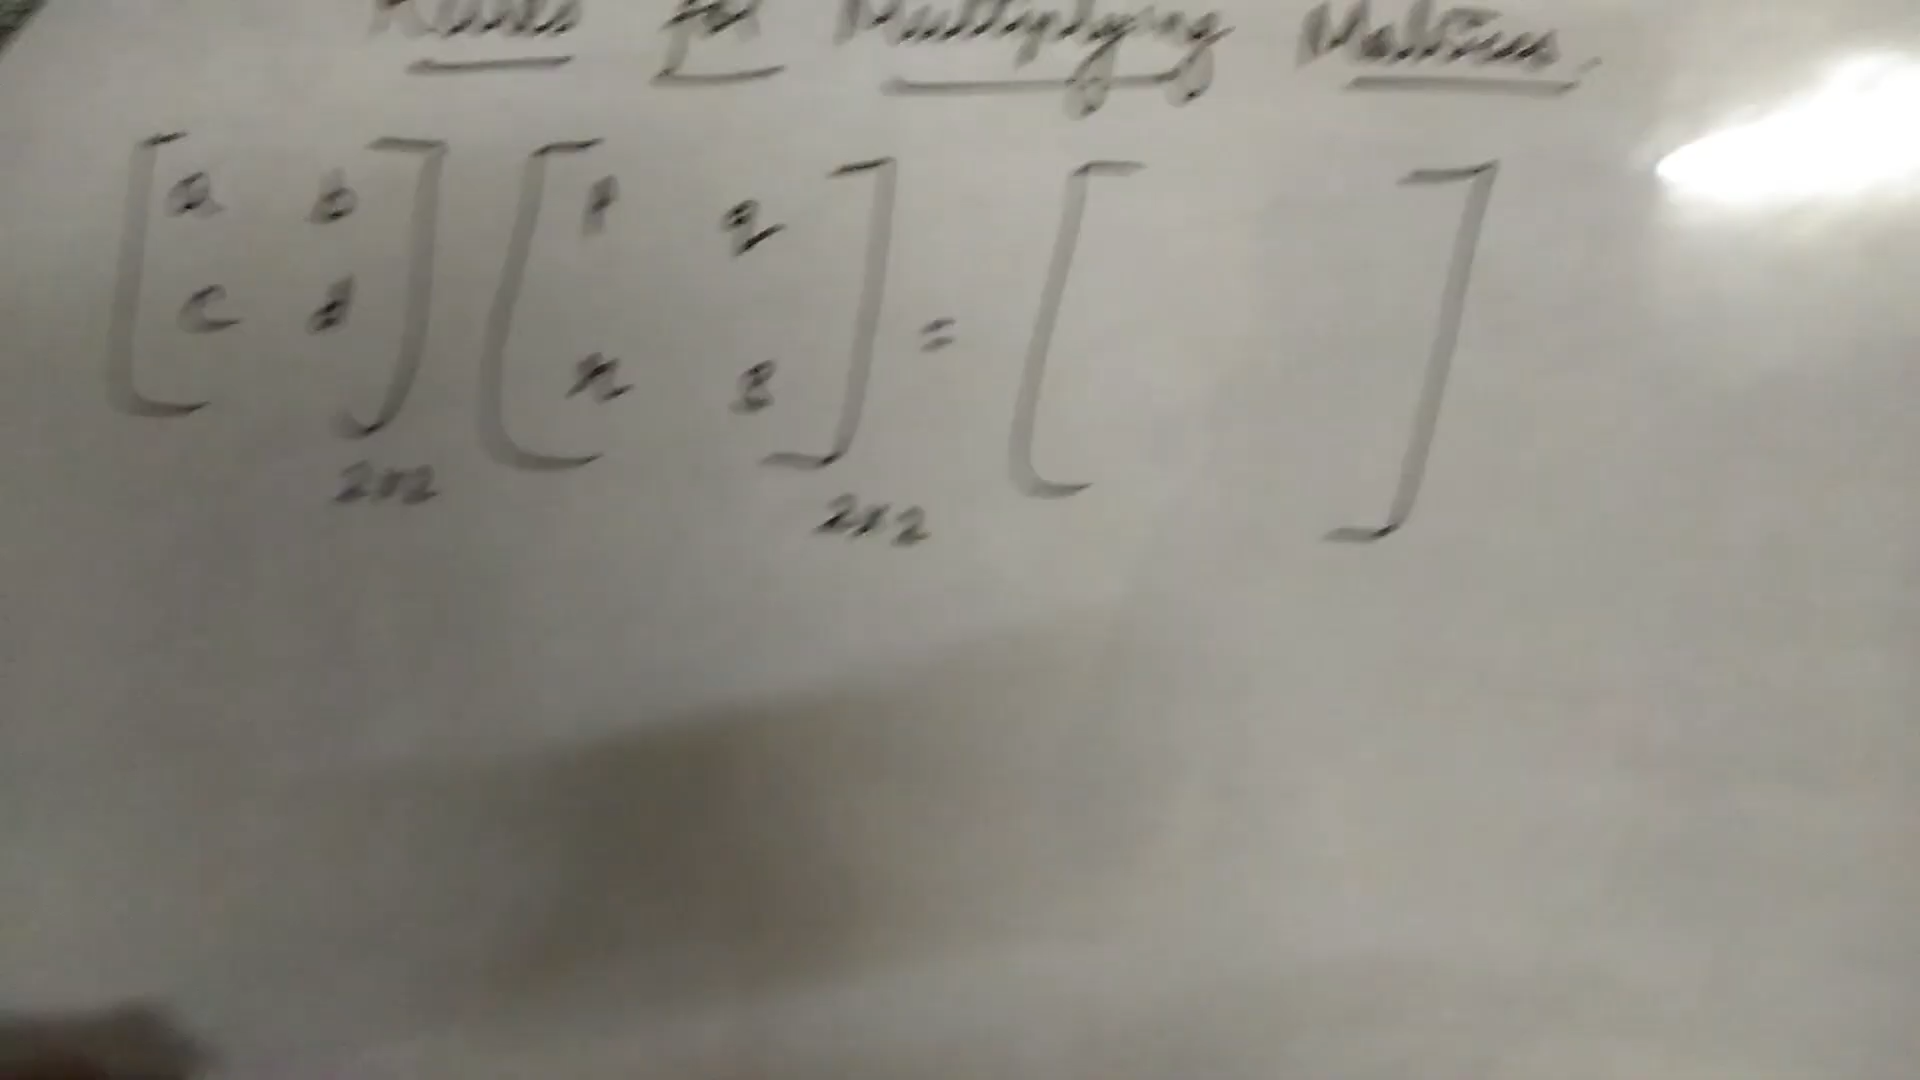 Rules for Multiplying Matrices.
[a b] [p q] = [ ]
[c d] [r s]
2x2 2x2